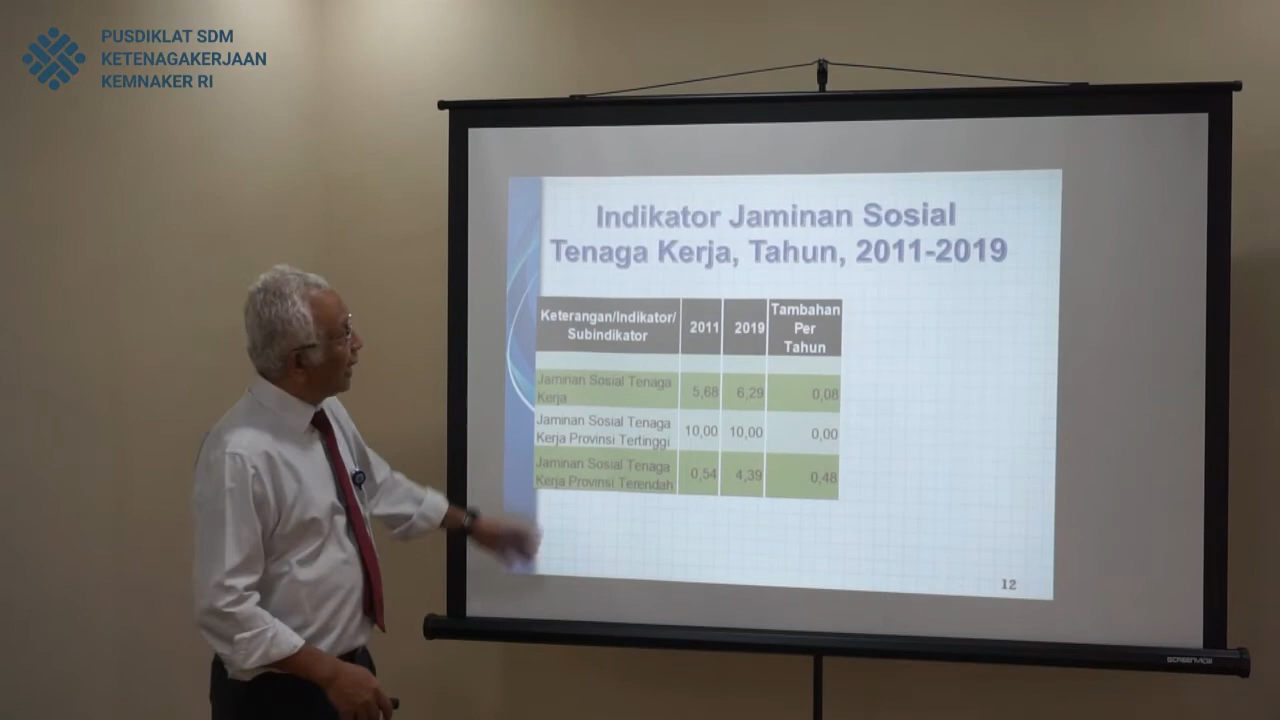 PUSDIKLAT SDM
KETENAGAKERJAAN
KEMNAKER RI
Indikator Jaminan Sosial
Tenaga Kerja, Tahun, 2011-2019
Keterangan/Indikator/
Subindikator
2011
2019
Tambahan
Per
Tahun
Jaminan Sosial Tenaga
Kerja
5,68
6,29
0,08
Jaminan Sosial Tenaga
Kerja Provinsi Tertinggi
10,00
10,00
0,00
Jaminan Sosial Tenaga
Kerja Provinsi Terendah
0,54
4,39
0,48
12
SCREENVIEW